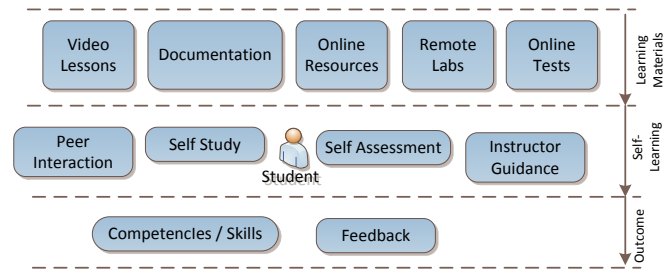 Video
Lessons
Documentation
Online
Resources
Remote
Labs
Online
Tests
Learning
Materials
Peer
Interaction
Self Study
Student
Self Assessment
Instructor
Guidance
Self-
Learning
Competencies / Skills
Feedback
Outcome